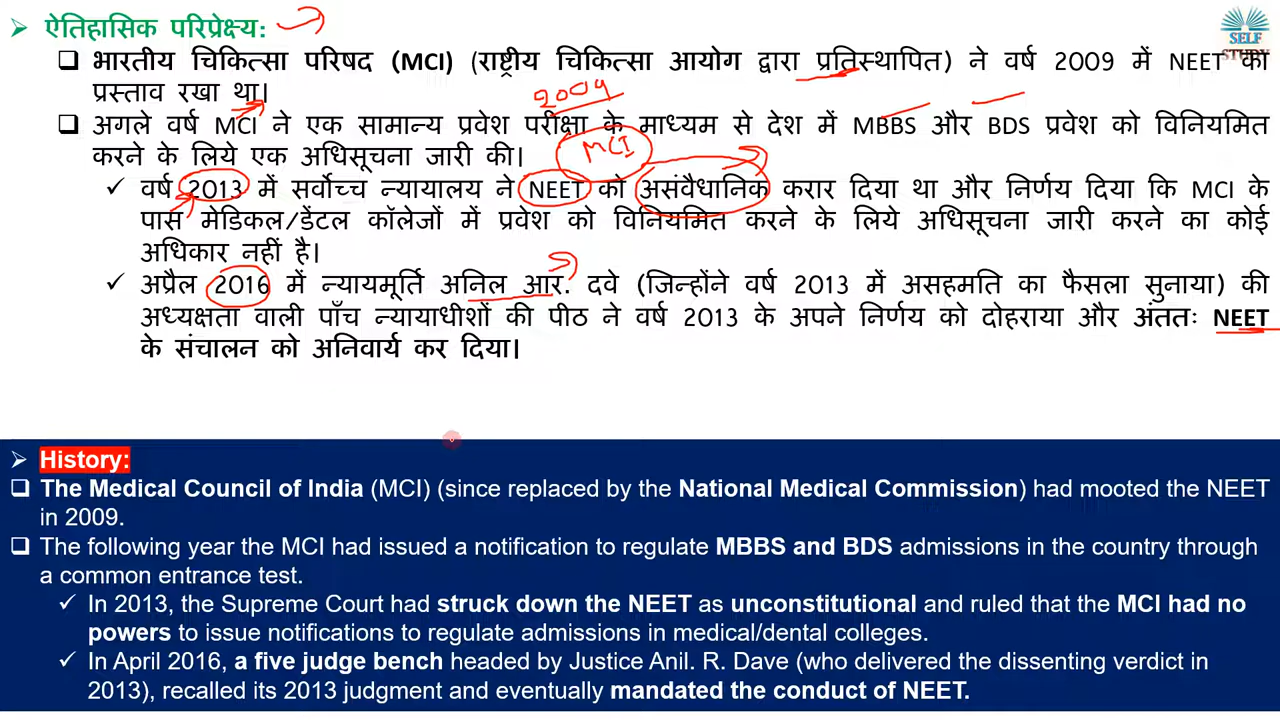 ➢ ऐतिहासिक परिप्रेक्ष्य:
SELF
STUDY
❑ भारतीय चिकित्सा परिषद (MCI) (राष्ट्रीय चिकित्सा आयोग द्वारा प्रतिस्थापित) ने वर्ष 2009 में NEET का
प्रस्ताव रखा था।
2009
❑ अगले वर्ष MCI ने एक सामान्य प्रवेश परीक्षा के माध्यम से देश में MBBS और BDS प्रवेश को विनियमित
करने के लिये एक अधिसूचना जारी की।
MCI
✓ वर्ष 2013 में सर्वोच्च न्यायालय ने NEET को असंवैधानिक करार दिया था और निर्णय दिया कि MCI के
पास मेडिकल/डेंटल कॉलेजों में प्रवेश को विनियमित करने के लिये अधिसूचना जारी करने का कोई
अधिकार नहीं है।
✓ अप्रैल 2016 में न्यायमूर्ति अनिल आर. दवे (जिन्होंने वर्ष 2013 में असहमति का फैसला सुनाया) की
अध्यक्षता वाली पाँच न्यायाधीशों की पीठ ने वर्ष 2013 के अपने निर्णय को दोहराया और अंततः NEET
के संचालन को अनिवार्य कर दिया।
➢ History:
❑ The Medical Council of India (MCI) (since replaced by the National Medical Commission) had mooted the NEET
in 2009.
❑ The following year the MCI had issued a notification to regulate MBBS and BDS admissions in the country through
a common entrance test.
✓ In 2013, the Supreme Court had struck down the NEET as unconstitutional and ruled that the MCI had no
powers to issue notifications to regulate admissions in medical/dental colleges.
✓ In April 2016, a five judge bench headed by Justice Anil. R. Dave (who delivered the dissenting verdict in
2013), recalled its 2013 judgment and eventually mandated the conduct of NEET.